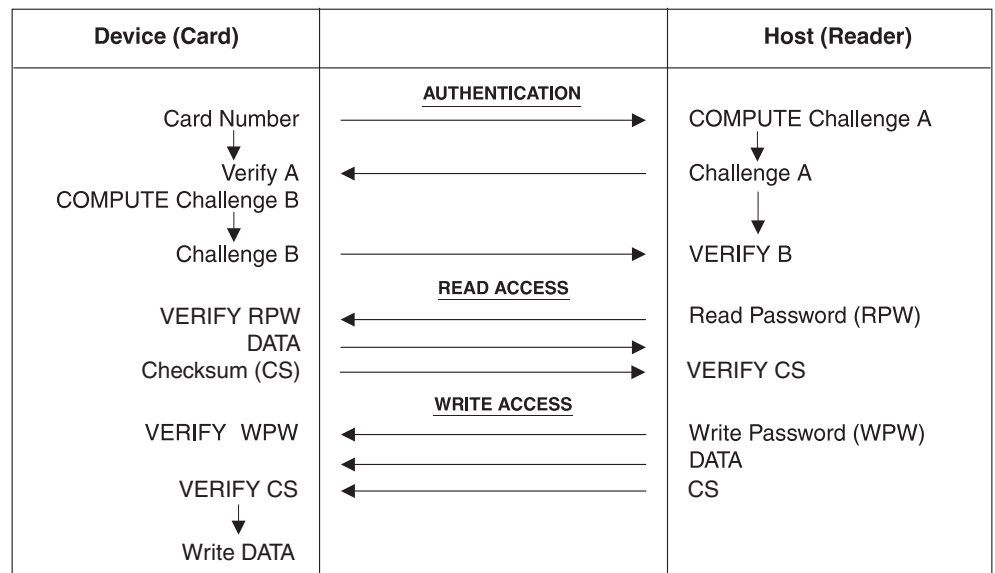 Device (Card) Host (Reader)
AUTHENTICATION
Card Number COMPUTE Challenge A
Verify A Challenge A
COMPUTE Challenge B
Challenge B VERIFY B
READ ACCESS
VERIFY RPW Read Password (RPW)
DATA
Checksum (CS) VERIFY CS
WRITE ACCESS
VERIFY WPW Write Password (WPW)
DATA
VERIFY CS CS
Write DATA